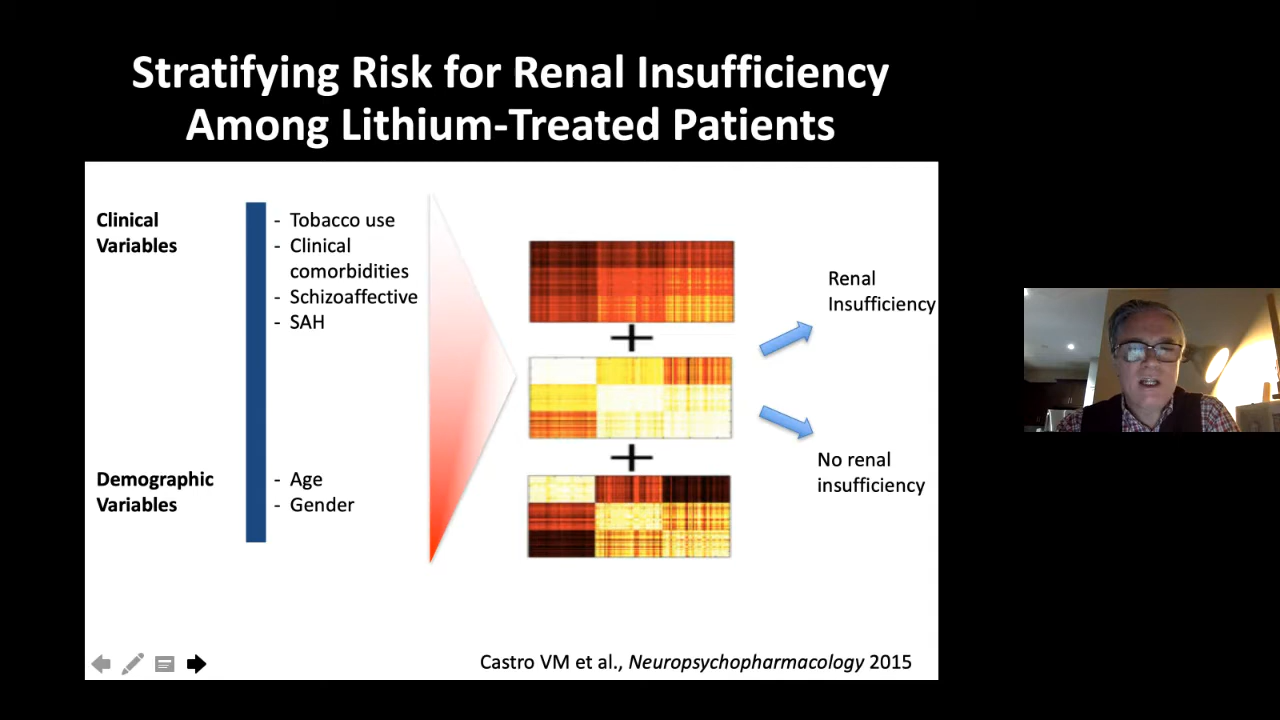 Stratifying Risk for Renal Insufficiency
Among Lithium-Treated Patients
Clinical
Variables
- Tobacco use
- Clinical
comorbidities
- Schizoaffective
- SAH
Demographic
Variables
- Age
- Gender
+
+
Renal
Insufficiency
No renal
insufficiency
Castro VM et al., Neuropsychopharmacology 2015